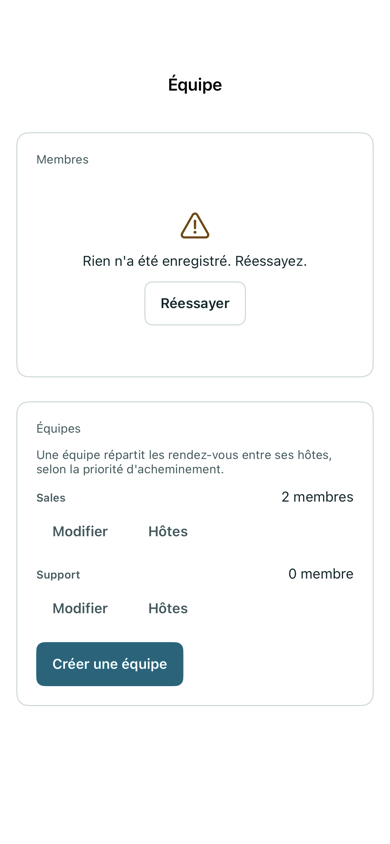 Équipe
Membres
Rien n'a été enregistré. Réessayez.
Réessayer
Équipes
Une équipe répartit les rendez-vous entre ses hôtes,
selon la priorité d'acheminement.
Sales
2 membres
Modifier
Hôtes
Support
0 membre
Modifier
Hôtes
Créer une équipe